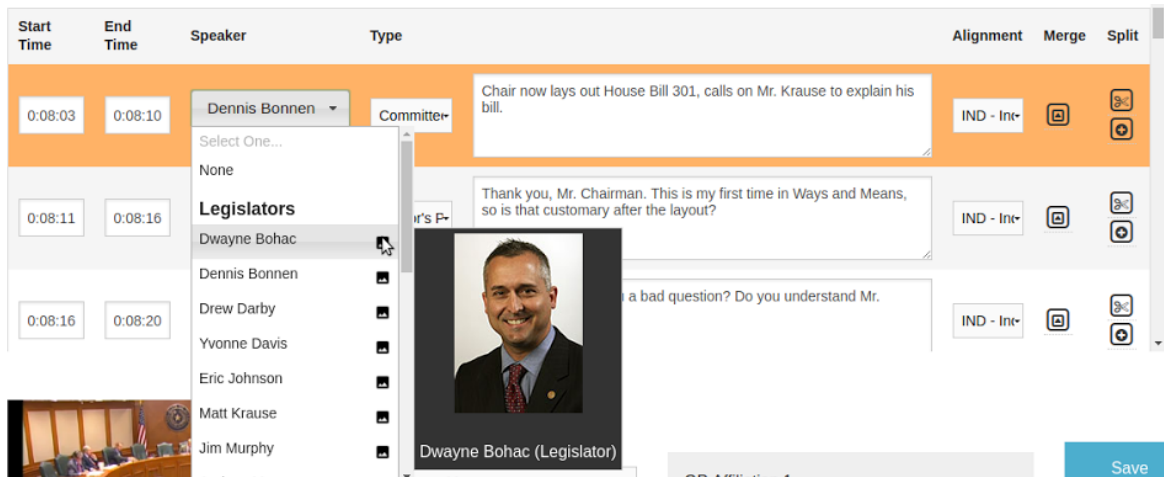 Start Time
End Time
Speaker
Type
Alignment
Merge
Split
0:08:03
0:08:10
Dennis Bonnen
Committe
Chair now lays out House Bill 301, calls on Mr. Krause to explain his
bill.
IND - In
Select One...
None
Legislators
Dwayne Bohac
Dennis Bonnen
Drew Darby
Yvonne Davis
Eric Johnson
Matt Krause
Jim Murphy
0:08:11
0:08:16
r's P
Thank you, Mr. Chairman. This is my first time in Ways and Means,
so is that customary after the layout?
IND - In
0:08:16
0:08:20
a bad question? Do you understand Mr.
IND - In
Dwayne Bohac (Legislator)
Save